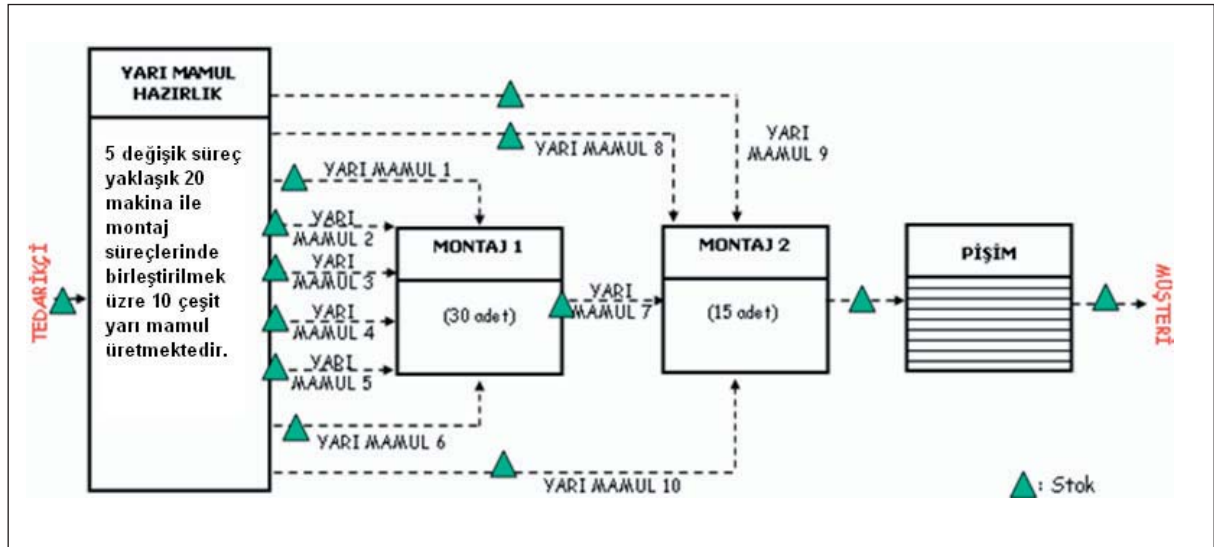 YARI MAMUL
HAZIRLIK
5 değişik süreç
yaklaşık 20
makina ile
montaj
süreçlerinde
birleştirilmek
üzre 10 çeşit
yarı mamul
üretmektedir.
TEDARİKÇİ
YARI
MAMUL 9
YARI MAMUL 8
YARI MAMUL 1
YARI
MAMUL 2
YARI
MAMUL 3
YARI
MAMUL 4
YARI
MAMUL 5
YARI MAMUL 6
YARI MAMUL 10
MONTAJ 1
(30 adet)
YARI
MAMUL 7
MONTAJ 2
(15 adet)
PİŞİM
MÜŞTERİ
: Stok